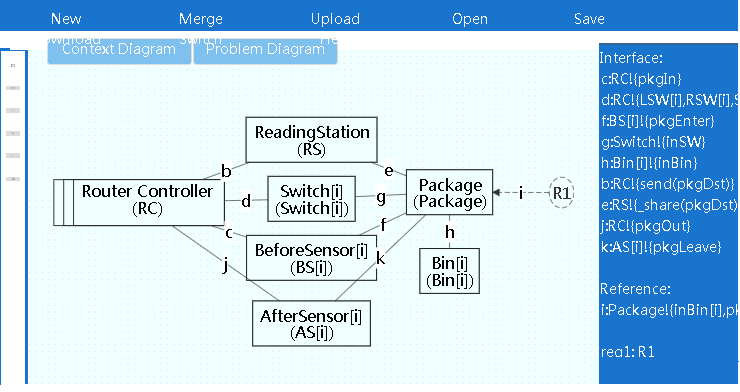 New Merge Upload Open Save
Context Diagram Problem Diagram
ReadingStation
(RS)
b
e
Router Controller
(RC)
d
Switch[i]
(Switch[i])
g
Package
(Package)
i
R1
c
f
h
BeforeSensor[i]
(BS[i])
k
j
Bin[i]
(Bin[i])
AfterSensor[i]
(AS[i])
Interface:
c:RC!{pkgIn}
d:RC!{LSW[i],RSW[i],S
f:BS[i]!{pkgEnter}
g:Switch!{inSW}
h:Bin[i]!{inBin}
b:RC!{send(pkgDst)}
e:RS!{_share(pkgDst)
j:RC!{pkgOut}
k:AS[i]!{pkgLeave}
Reference:
i:Package!{inBin[i],pk
req1: R1